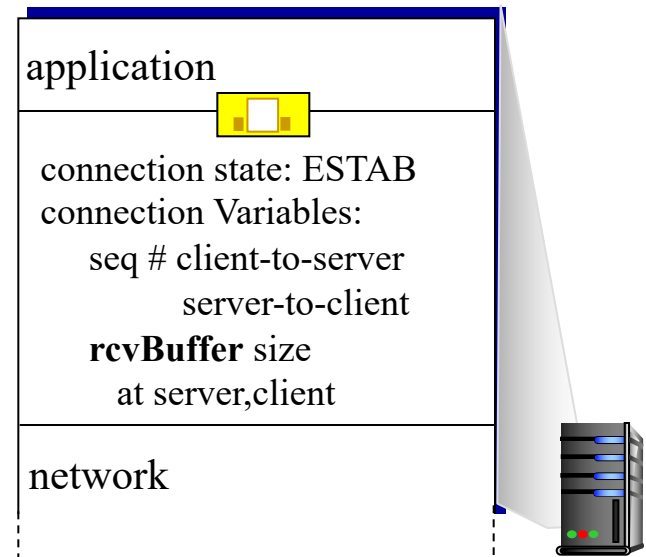 application
connection state: ESTAB
connection Variables:
seq # client-to-server
server-to-client
rcvBuffer size
at server,client
network